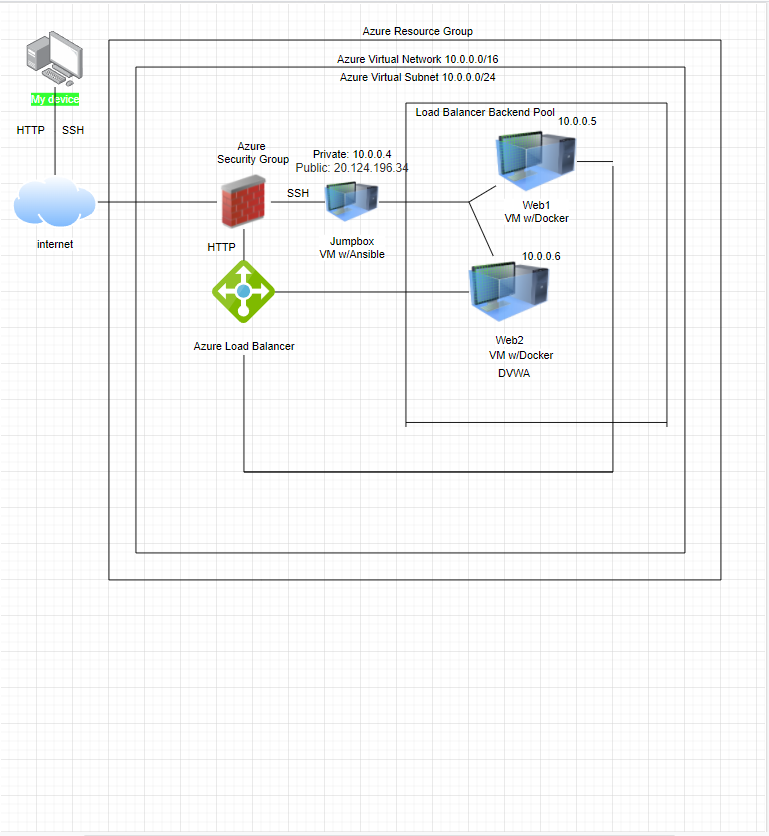 Azure Resource Group
Azure Virtual Network 10.0.0.0/16
Azure Virtual Subnet 10.0.0.0/24
My device
HTTP
SSH
internet
Azure
Security Group
SSH
HTTP
Private: 10.0.0.4
Public: 20.124.196.34
Jumpbox
VM w/Ansible
Azure Load Balancer
Load Balancer Backend Pool
10.0.0.5
Web1
VM w/Docker
10.0.0.6
Web2
VM w/Docker
DVWA